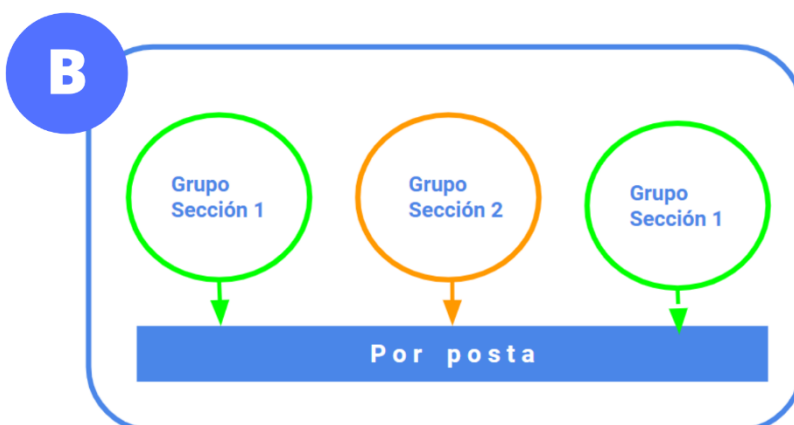 B
Grupo
Sección 1
Grupo
Sección 2
Grupo
Sección 1
Por posta